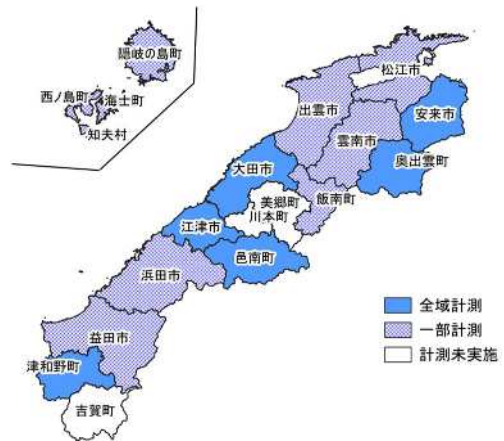 隠岐の島町
西ノ島町
海士町
知夫村
松江市
出雲市
安来市
雲南市
奥出雲町
大田市
飯南町
美郷町
川本町
江津市
邑南町
浜田市
益田市
津和野町
吉賀町
全域計測
一部計測
計測未実施